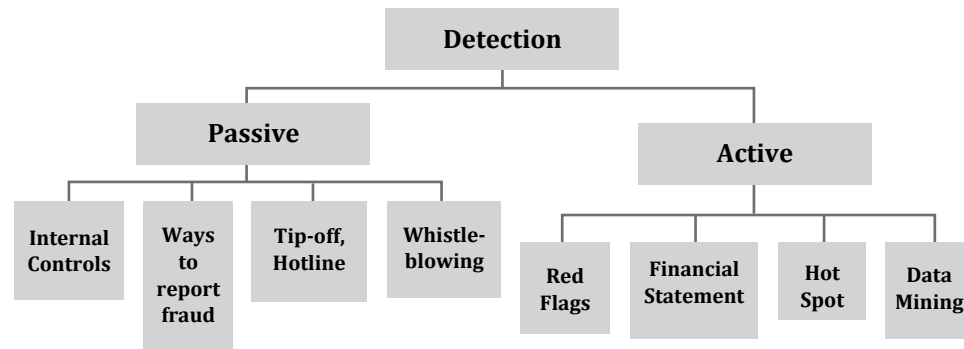 Detection
Passive
Active
Internal
Controls
Ways
to
report
fraud
Tip-off,
Hotline
Whistle-
blowing
Red
Flags
Financial
Statement
Hot
Spot
Data
Mining